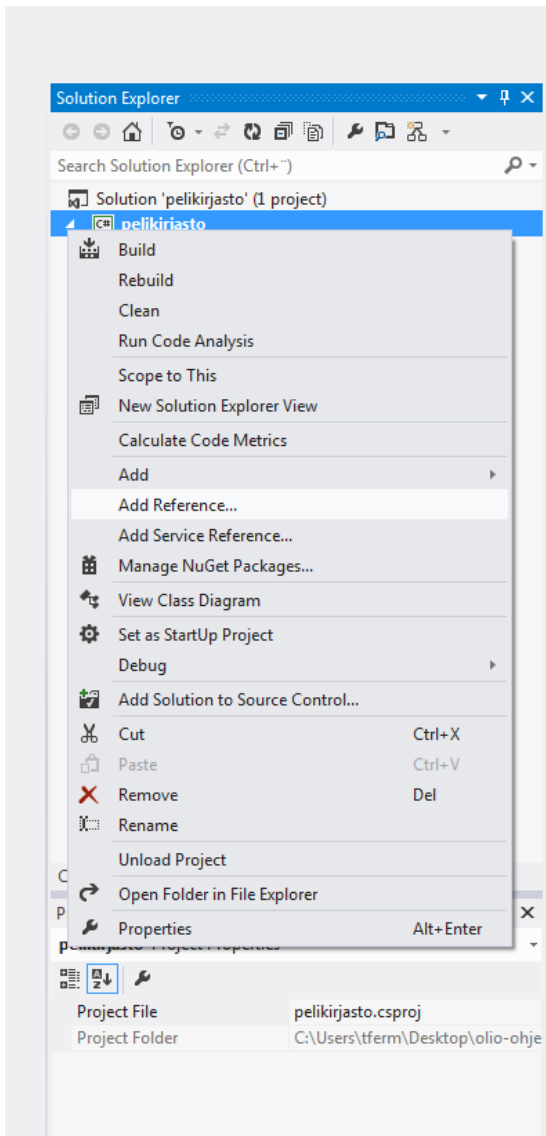 Solution Explorer
Search Solution Explorer (Ctrl+¨)
Solution 'pelikirjasto' (1 project)
C# pelikirjasto
Build
Rebuild
Clean
Run Code Analysis
Scope to This
New Solution Explorer View
Calculate Code Metrics
Add
Add Reference...
Add Service Reference...
Manage NuGet Packages...
View Class Diagram
Set as StartUp Project
Debug
Add Solution to Source Control...
Cut Ctrl+X
Paste Ctrl+V
Remove Del
Rename
Unload Project
Open Folder in File Explorer
Properties Alt+Enter
pelikirjasto Project Properties
Project File pelikirjasto.csproj
Project Folder C:\Users\tferm\Desktop\olio-ohje